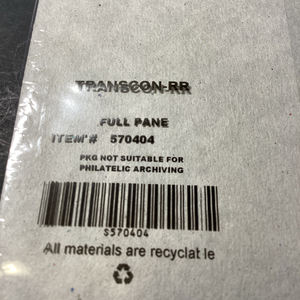 TRANSCON-RR
FULL PANE
ITEM # 570404
PKG NOT SUITABLE FOR
PHILATELIC ARCHIVING
S570404
All materials are recyclat le